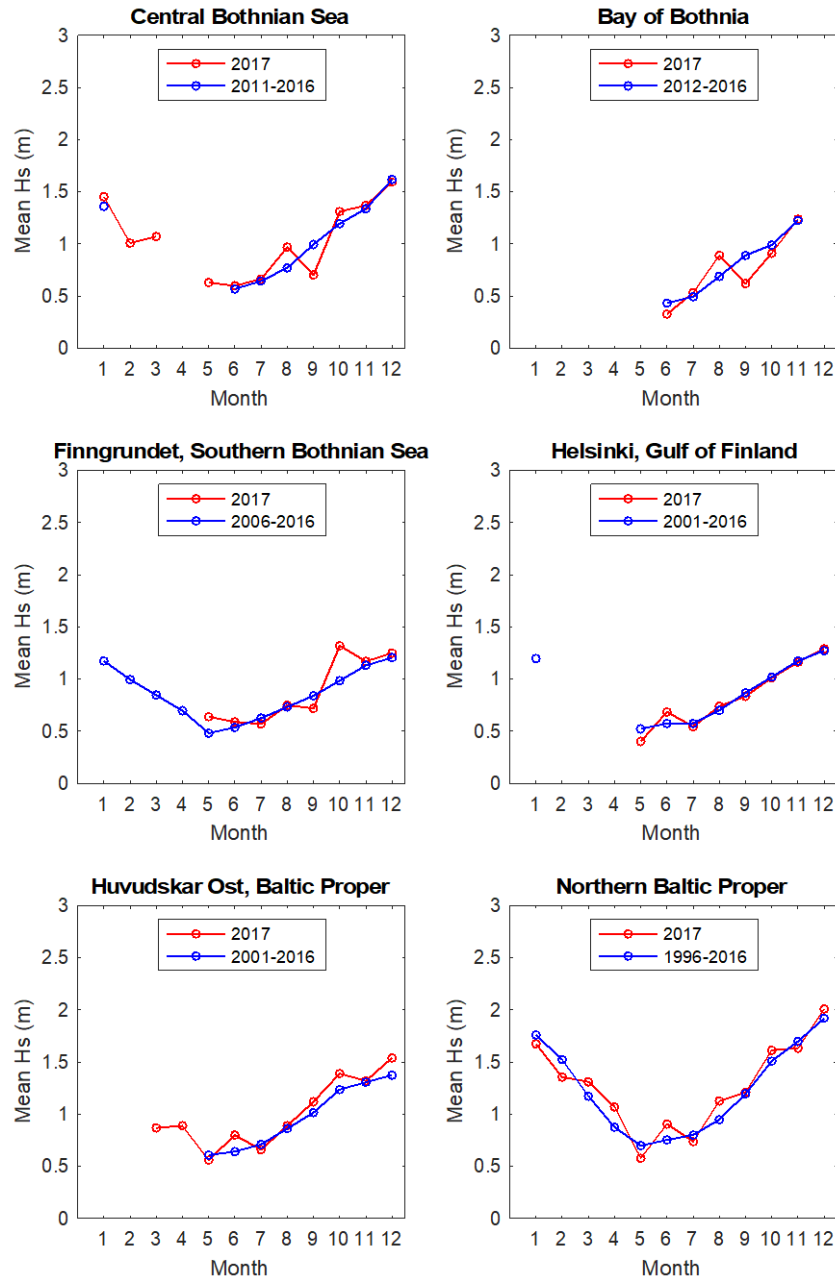 Central Bothnian Sea
3
2.5
2
1.5
1
0.5
0
Mean Hs (m)
2017
2011-2016
1 2 3 4 5 6 7 8 9 10 11 12
Month
Bay of Bothnia
3
2.5
2
1.5
1
0.5
0
Mean Hs (m)
2017
2012-2016
1 2 3 4 5 6 7 8 9 10 11 12
Month
Finngrundet, Southern Bothnian Sea
3
2.5
2
1.5
1
0.5
0
Mean Hs (m)
2017
2006-2016
1 2 3 4 5 6 7 8 9 10 11 12
Month
Helsinki, Gulf of Finland
3
2.5
2
1.5
1
0.5
0
Mean Hs (m)
2017
2001-2016
1 2 3 4 5 6 7 8 9 10 11 12
Month
Huvudskar Ost, Baltic Proper
3
2.5
2
1.5
1
0.5
0
Mean Hs (m)
2017
2001-2016
1 2 3 4 5 6 7 8 9 10 11 12
Month
Northern Baltic Proper
3
2.5
2
1.5
1
0.5
0
Mean Hs (m)
2017
1996-2016
1 2 3 4 5 6 7 8 9 10 11 12
Month